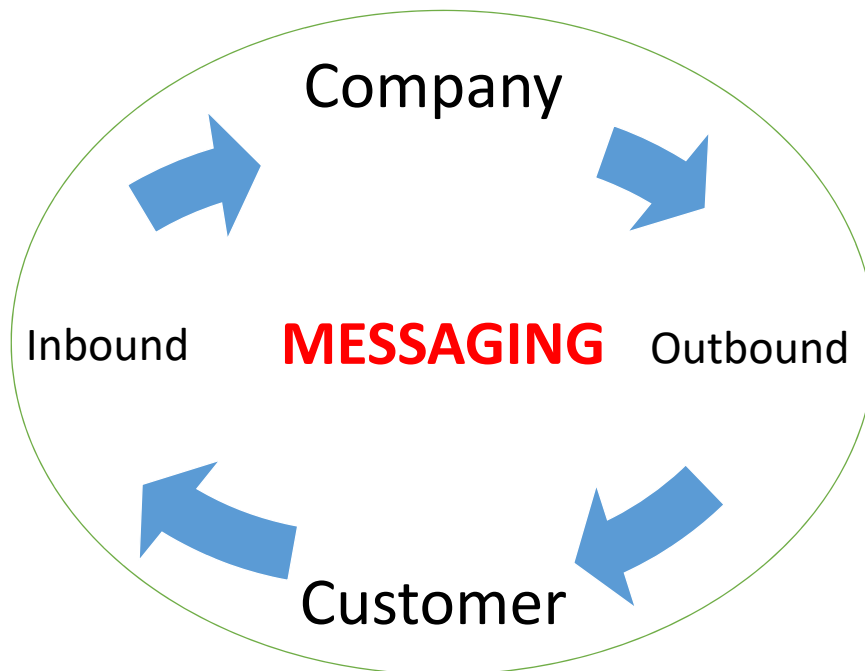 Company
Inbound
MESSAGING
Outbound
Customer